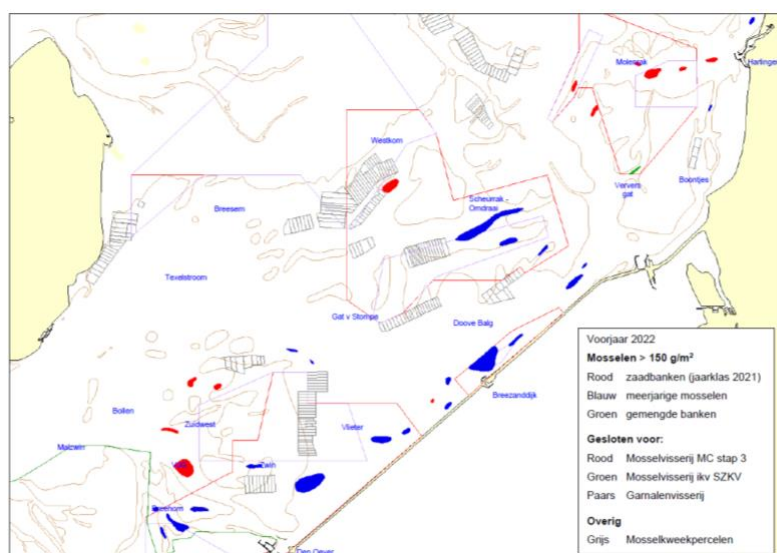 Molenrak
Harlingen
Westkom
Breesem
Scheurrak
Omdraai
Ververs
gat
Boontjes
Texelstroom
Gat v Stompe
Doove Balg
Breezanddijk
Bollen
Zuidwest
Vlieter
Malzwin
Zwin
Den Oever
Voorjaar 2022
Mosselen > 150 g/m²
Rood zaadbanken (jaarklas 2021)
Blauw meerjarige mosselen
Groen gemengde banken
Gesloten voor:
Rood Mosselvisserij MC stap 3
Groen Mosselvisserij ikv SZKV
Paars Garnalenvisserij
Overig
Grijs Mosselkweekpercelen